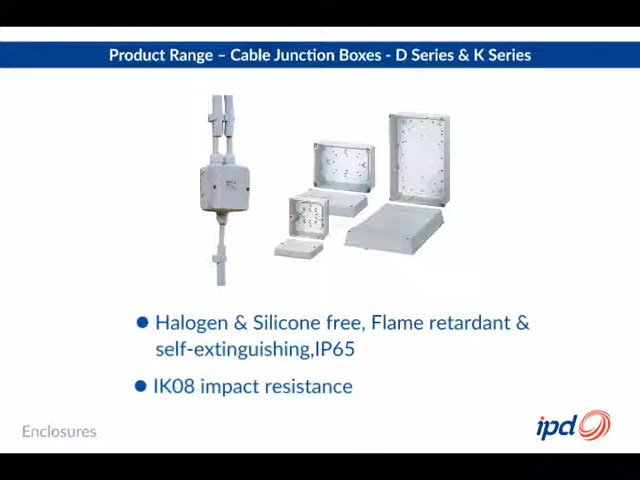 Product Range – Cable Junction Boxes - D Series & K Series
● Halogen & Silicone free, Flame retardant &
self-extinguishing,IP65
● IK08 impact resistance
Enclosures
ipd